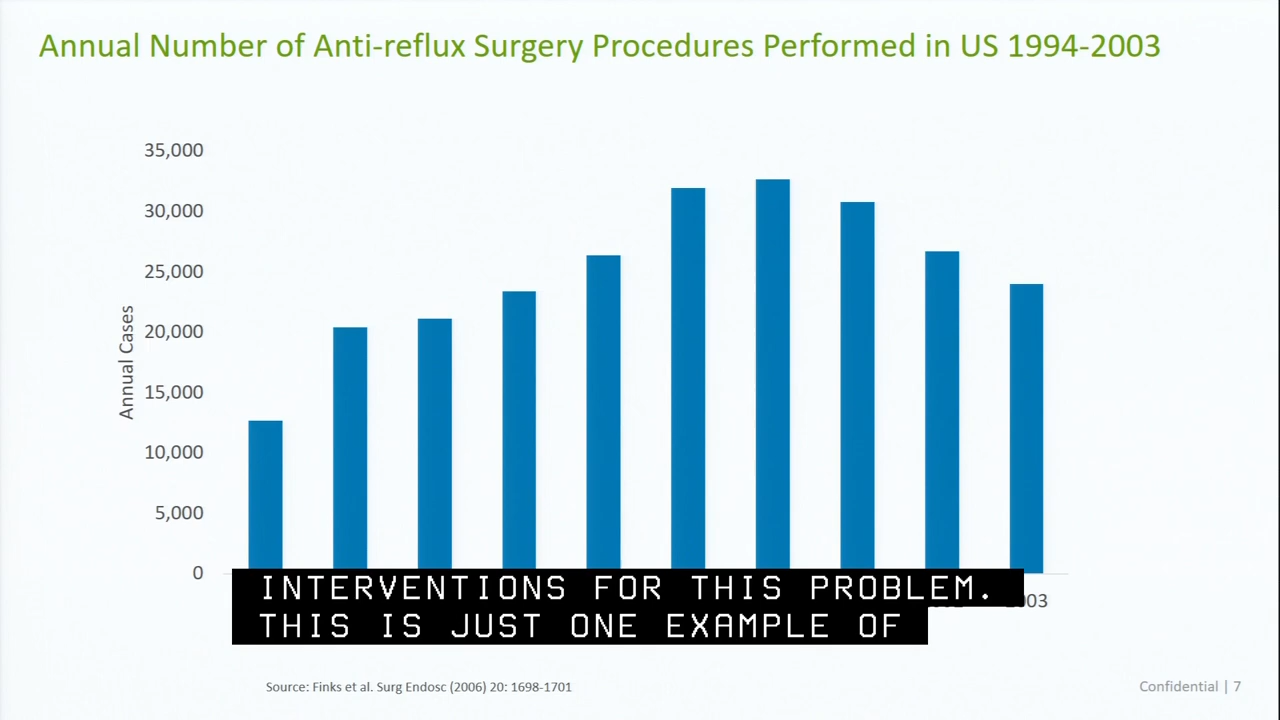 Annual Number of Anti-reflux Surgery Procedures Performed in US 1994-2003
35,000
30,000
25,000
20,000
15,000
10,000
5,000
0
Annual Cases
INTERVENTIONS FOR THIS PROBLEM.
THIS IS JUST ONE EXAMPLE OF
Source: Finks et al. Surg Endosc (2006) 20: 1698-1701
Confidential | 7